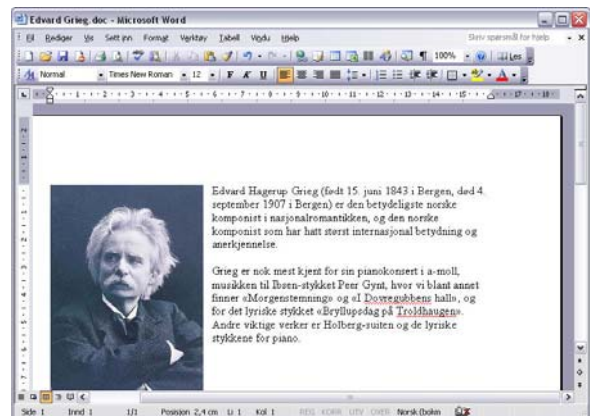 Edvard Grieg.doc - Microsoft Word
Fil Rediger Vis Sett inn Format Verktøy Tabell Vindu Hjelp Skriv spørsmål for hjelp
100% Les
Normal Times New Roman 12 F K U
Edvard Hagerup Grieg (født 15. juni 1843 i Bergen, død 4.
september 1907 i Bergen) er den betydeligste norske
komponist i nasjonalromantikken, og den norske
komponist som har hatt størst internasjonal betydning og
anerkjennelse.
Grieg er nok mest kjent for sin pianokonsert i a-moll,
musikken til Ibsen-stykket Peer Gynt, hvor vi blant annet
finner «Morgenstemning» og «I Dovregubbens hall», og
for det lyriske stykket «Bryllupsdag på Troldhaugen».
Andre viktige verker er Holberg-suiten og de lyriske
stykkene for piano.
Side 1 Innd 1 1/1 Posisjon 2,4 cm Li 1 Kol 1 REG KORR UTV OVER Norsk (bokm